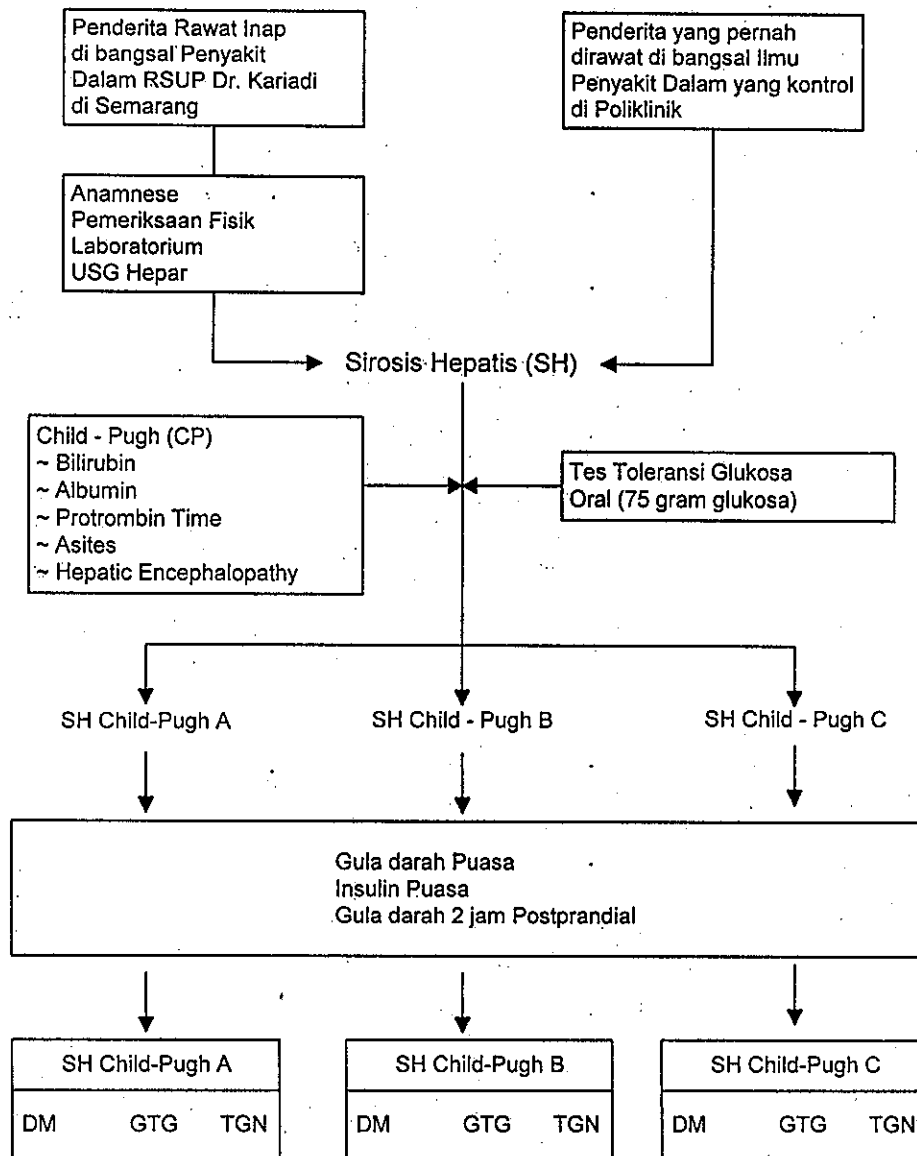 Penderita Rawat Inap
di bangsal Penyakit
Dalam RSUP Dr. Kariadi
di Semarang
Penderita yang pernah
dirawat di bangsal Ilmu
Penyakit Dalam yang kontrol
di Poliklinik
Anamnese
Pemeriksaan Fisik
Laboratorium
USG Hepar
Sirosis Hepatis (SH)
Child - Pugh (CP)
~ Bilirubin
~ Albumin
~ Protrombin Time
~ Asites
~ Hepatic Encephalopathy
Tes Toleransi Glukosa
Oral (75 gram glukosa)
SH Child-Pugh A
SH Child - Pugh B
SH Child - Pugh C
Gula darah Puasa
Insulin Puasa
Gula darah 2 jam Postprandial
SH Child-Pugh A
SH Child-Pugh B
SH Child-Pugh C
DM GTG TGN
DM GTG TGN
DM GTG TGN